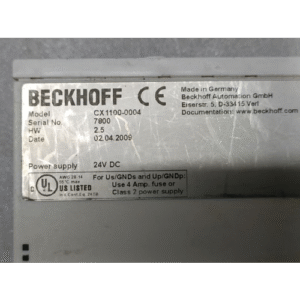 BECKHOFF CE
Made in Germany
Beckhoff Automation GmbH
Eiserstr. 5, D-33415 Verl
Documentation: www.beckhoff.com
Model CX1100-0004
Serial No 7800
HW 2.5
Date 02.04.2009
Power supply 24V DC
UL
US LISTED
For Us/GNDs and Up/GNDp:
Use 4 Amp. fuse or
Class 2 power supply